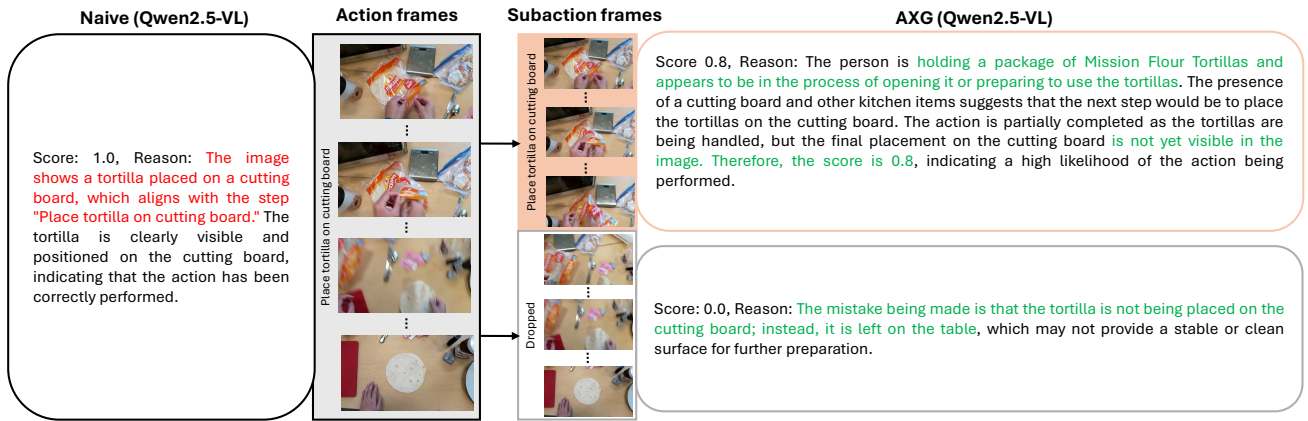 Naive (Qwen2.5-VL)
Action frames
Subaction frames
AXG (Qwen2.5-VL)
Score: 1.0, Reason: The image
shows a tortilla placed on a cutting
board, which aligns with the step
"Place tortilla on cutting board." The
tortilla is clearly visible and
positioned on the cutting board,
indicating that the action has been
correctly performed.
Place tortilla on cutting board
Place tortilla on cutting board
Dropped
Score 0.8, Reason: The person is holding a package of Mission Flour Tortillas and
appears to be in the process of opening it or preparing to use the tortillas. The presence
of a cutting board and other kitchen items suggests that the next step would be to place
the tortillas on the cutting board. The action is partially completed as the tortillas are
being handled, but the final placement on the cutting board is not yet visible in the
image. Therefore, the score is 0.8, indicating a high likelihood of the action being
performed.
Score: 0.0, Reason: The mistake being made is that the tortilla is not being placed on the
cutting board; instead, it is left on the table, which may not provide a stable or clean
surface for further preparation.